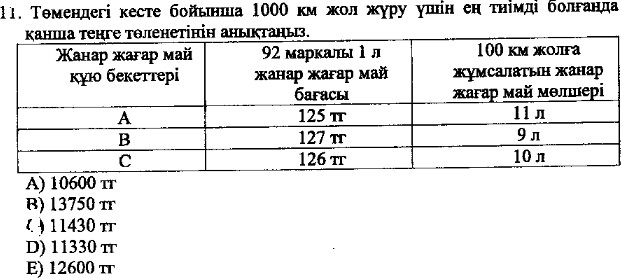 11. Төмендегі кесте бойынша 1000 км жол жүру үшін ең тиімді болғанда
қанша теңге төленетінін анықтаңыз.
Жанар жағар май құю бекеттері | 92 маркалы 1 л жанар жағар май бағасы | 100 км жолға жұмсалатын жанар жағар май мөлшері
A | 125 тг | 11 л
B | 127 тг | 9 л
C | 126 тг | 10 л
A) 10600 тг
B) 13750 тг
C) 11430 тг
D) 11330 тг
E) 12600 тг